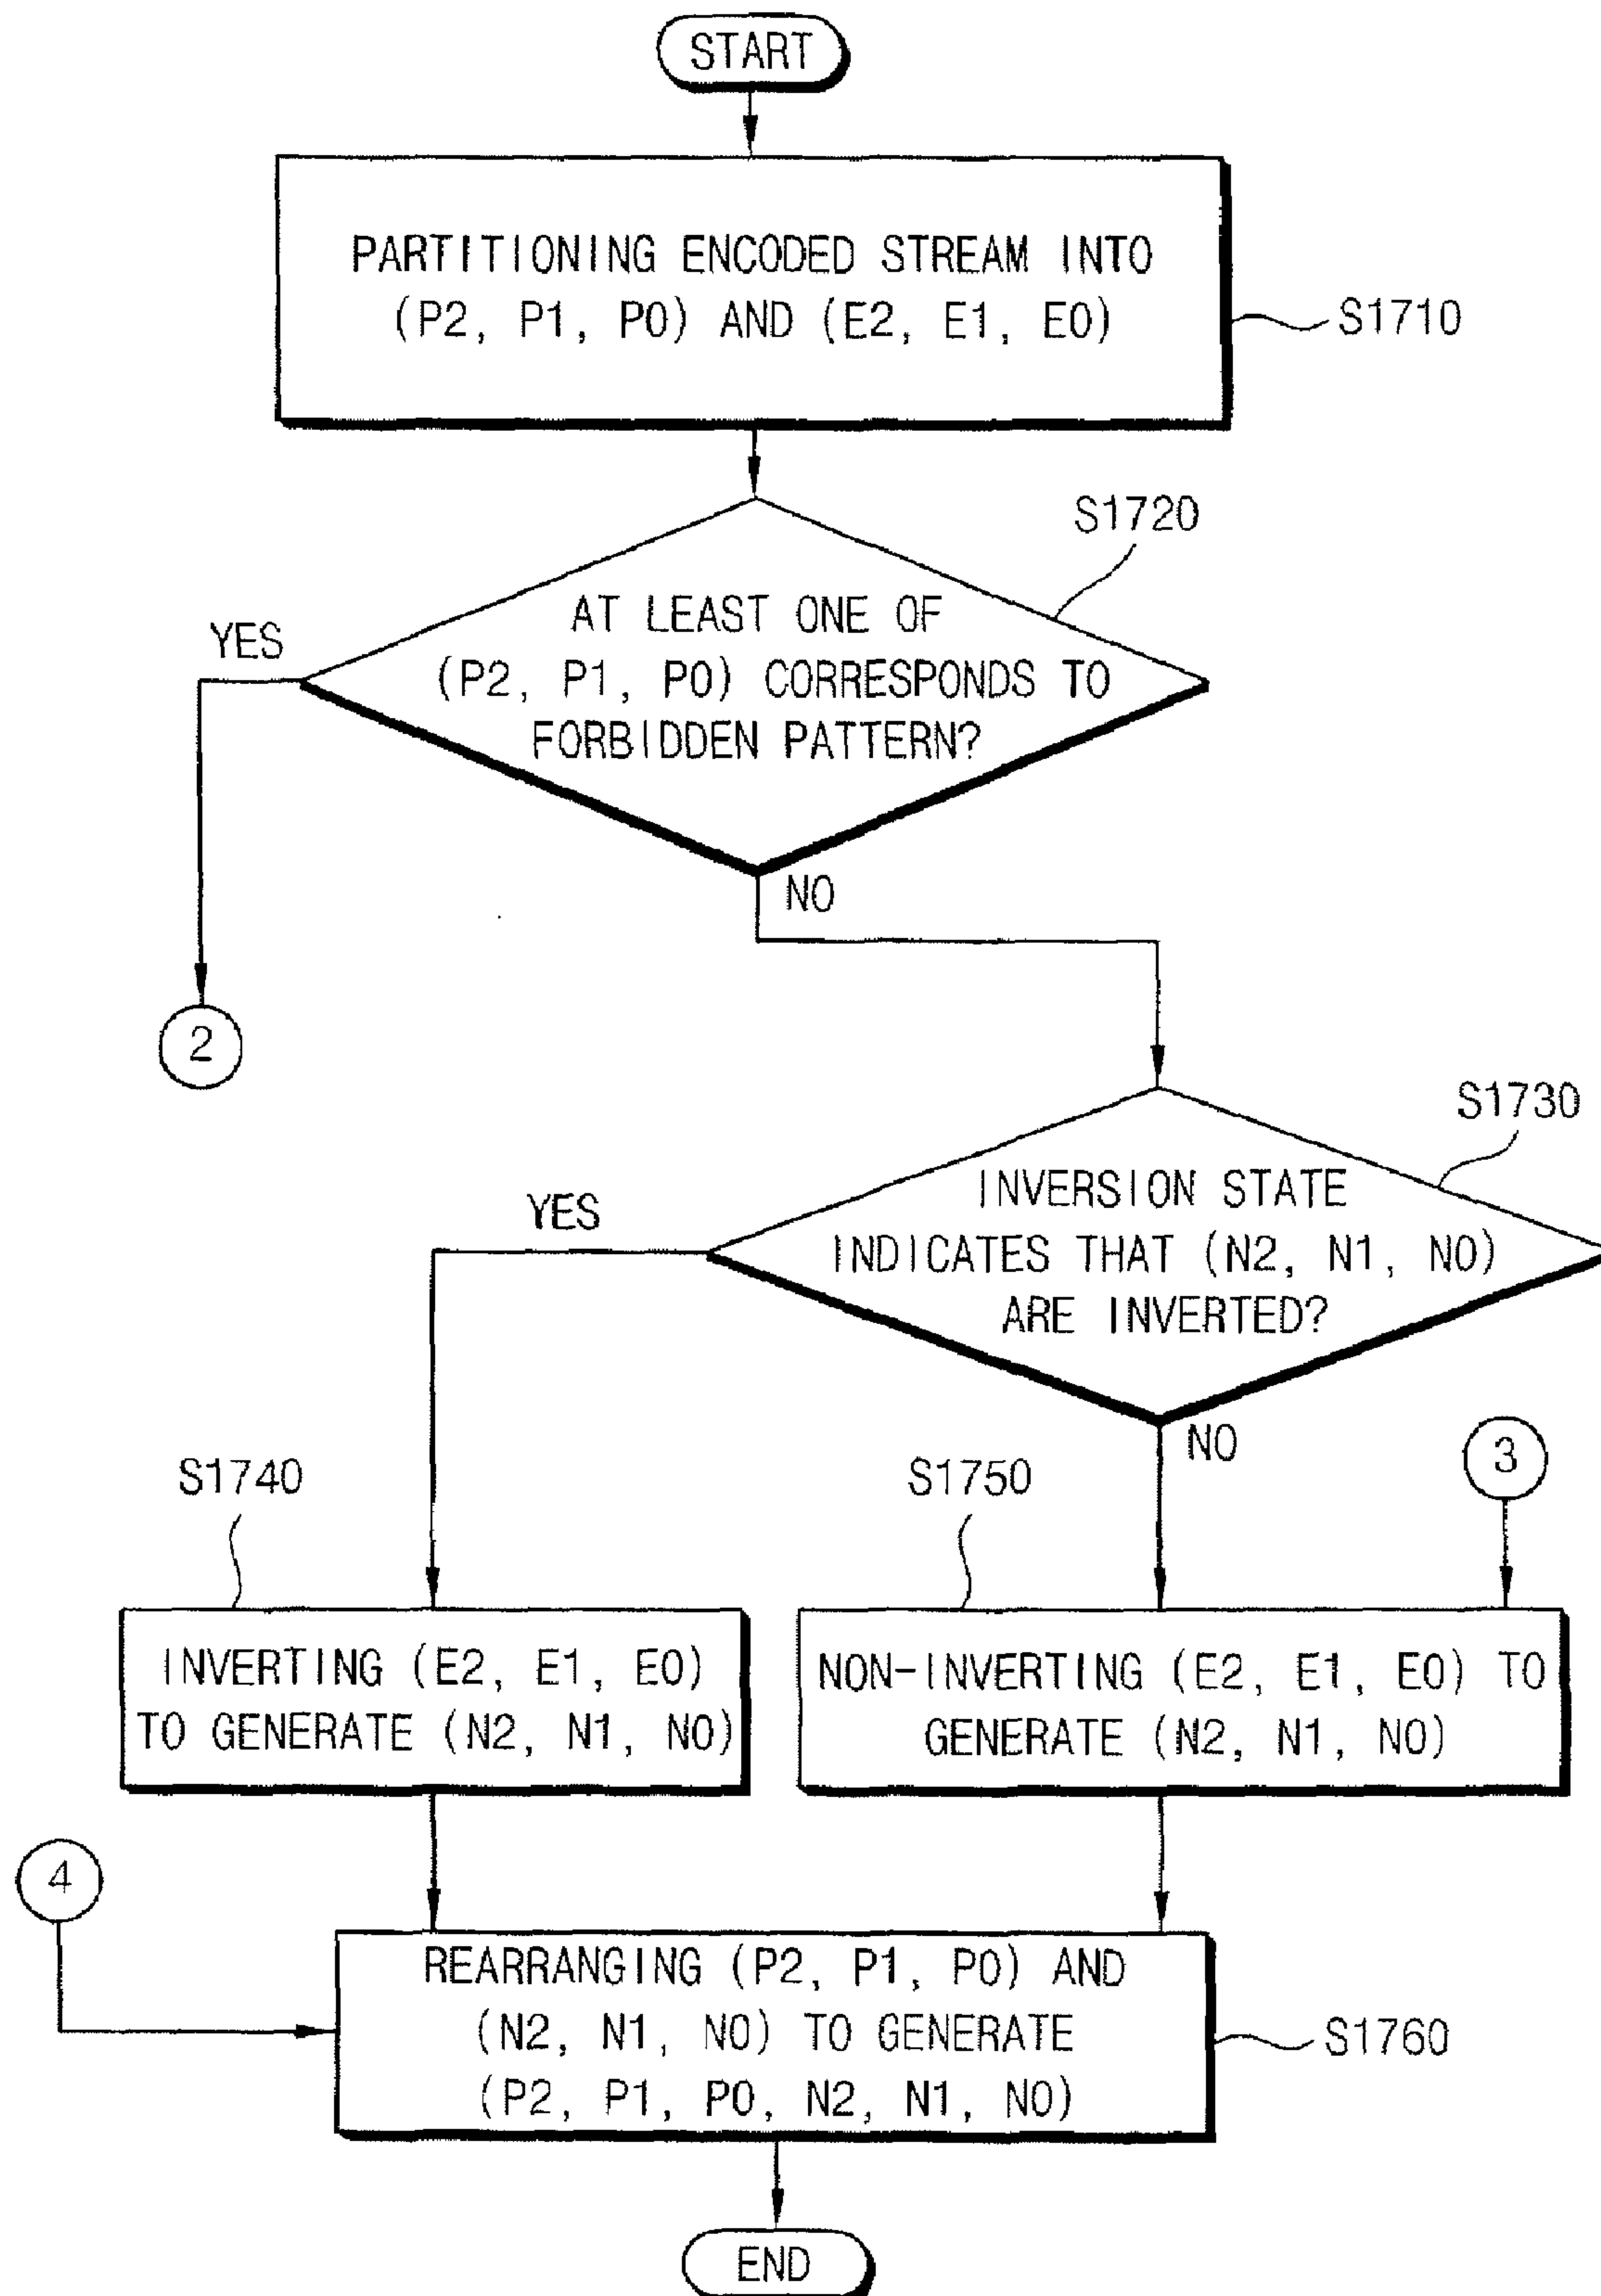 START
PARTITIONING ENCODED STREAM INTO
(P2, P1, P0) AND (E2, E1, E0)
S1710
S1720
AT LEAST ONE OF
(P2, P1, P0) CORRESPONDS TO
FORBIDDEN PATTERN?
YES
NO
2
S1730
INVERSION STATE
INDICATES THAT (N2, N1, N0)
ARE INVERTED?
YES
NO
3
S1740
S1750
INVERTING (E2, E1, E0)
TO GENERATE (N2, N1, N0)
NON-INVERTING (E2, E1, E0) TO
GENERATE (N2, N1, N0)
4
REARRANGING (P2, P1, P0) AND
(N2, N1, N0) TO GENERATE
(P2, P1, P0, N2, N1, N0)
S1760
END